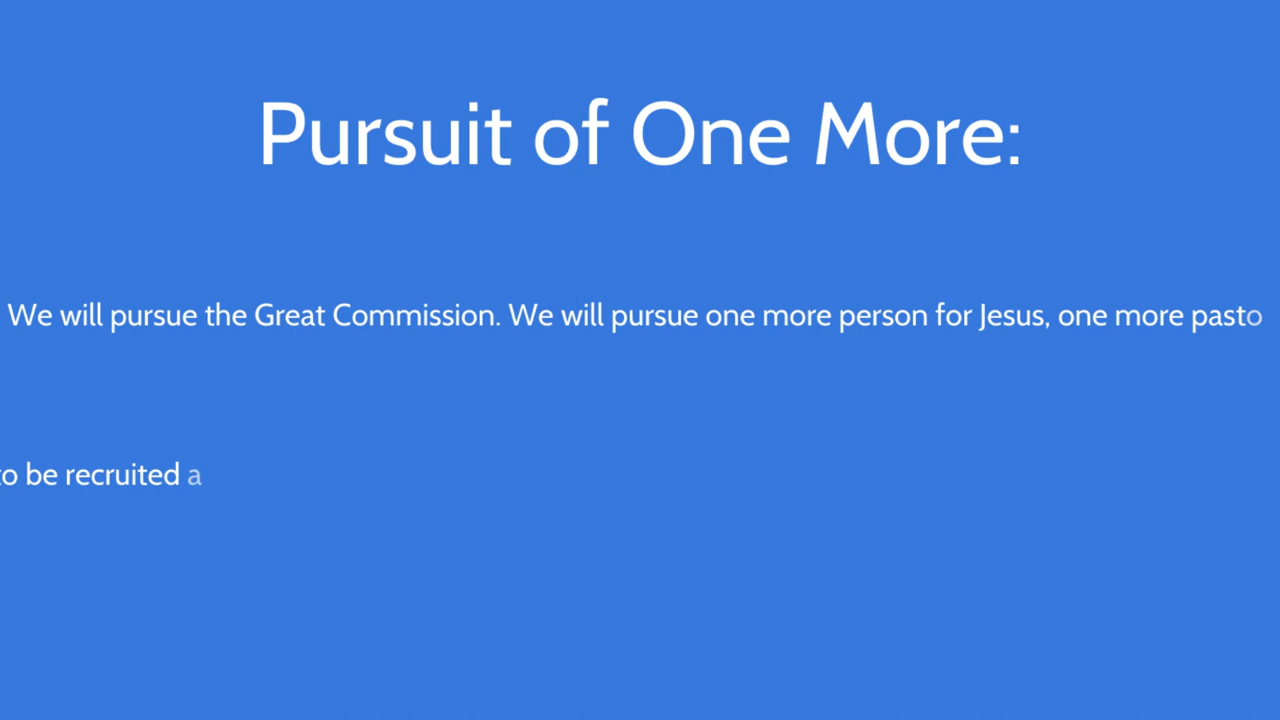 Pursuit of One More:
We will pursue the Great Commission. We will pursue one more person for Jesus, one more pasto
to be recruited a